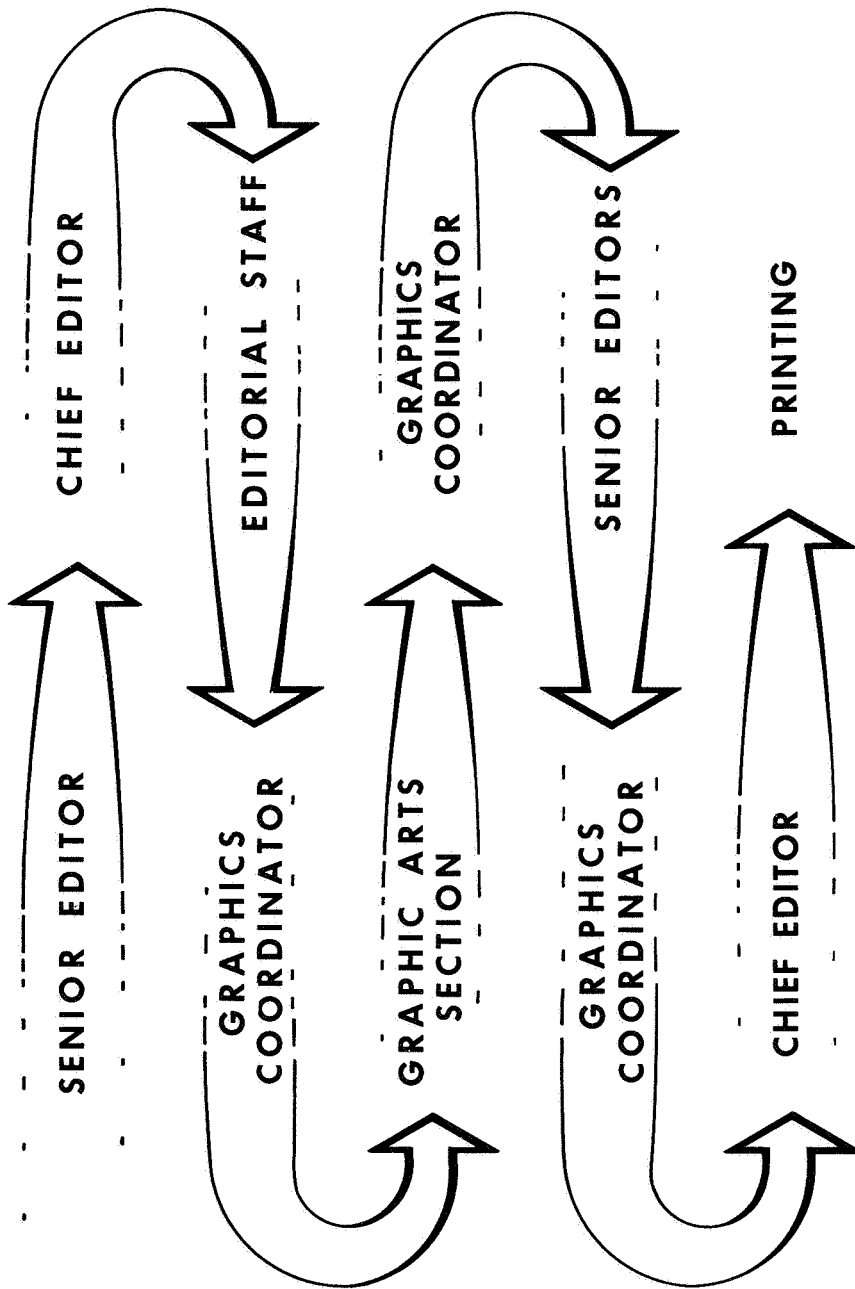 SENIOR EDITOR
CHIEF EDITOR
EDITORIAL STAFF
GRAPHICS
COORDINATOR
GRAPHIC ARTS
SECTION
GRAPHICS
COORDINATOR
SENIOR EDITORS
GRAPHICS
COORDINATOR
CHIEF EDITOR
PRINTING